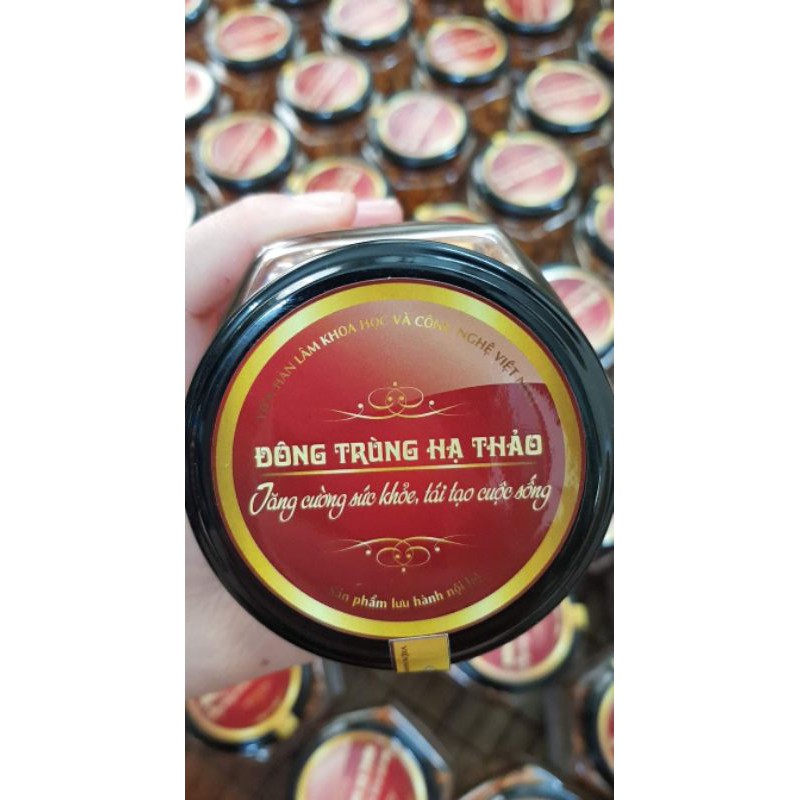 VIỆN HÀN LÂM KHOA HỌC VÀ CÔNG NGHỆ VIỆT
ĐÔNG TRÙNG HẠ THẢO
Tăng cường sức khỏe, tái tạo cuộc sống
Sản phẩm lưu hành nội bộ